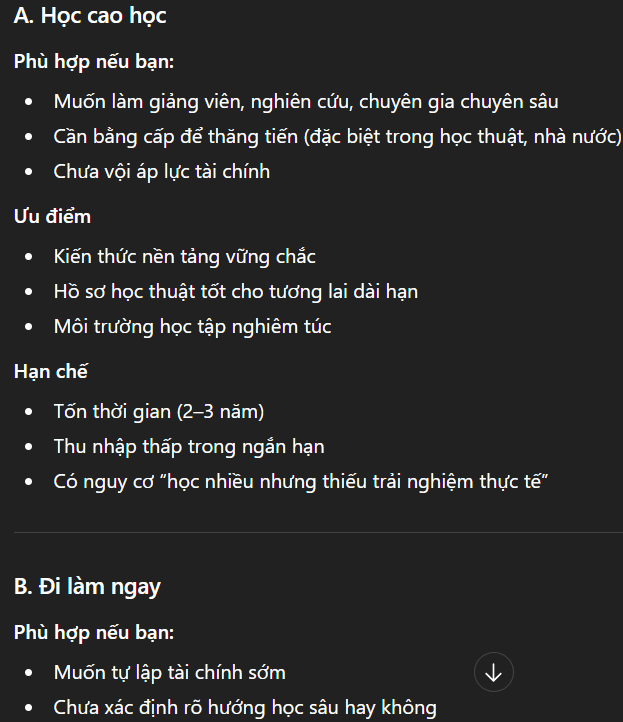 A. Học cao học
Phù hợp nếu bạn:
Muốn làm giảng viên, nghiên cứu, chuyên gia chuyên sâu
Cần bằng cấp để thăng tiến (đặc biệt trong học thuật, nhà nước)
Chưa vội áp lực tài chính
Ưu điểm
Kiến thức nền tảng vững chắc
Hồ sơ học thuật tốt cho tương lai dài hạn
Môi trường học tập nghiêm túc
Hạn chế
Tốn thời gian (2–3 năm)
Thu nhập thấp trong ngắn hạn
Có nguy cơ “học nhiều nhưng thiếu trải nghiệm thực tế”
B. Đi làm ngay
Phù hợp nếu bạn:
Muốn tự lập tài chính sớm
Chưa xác định rõ hướng học sâu hay không